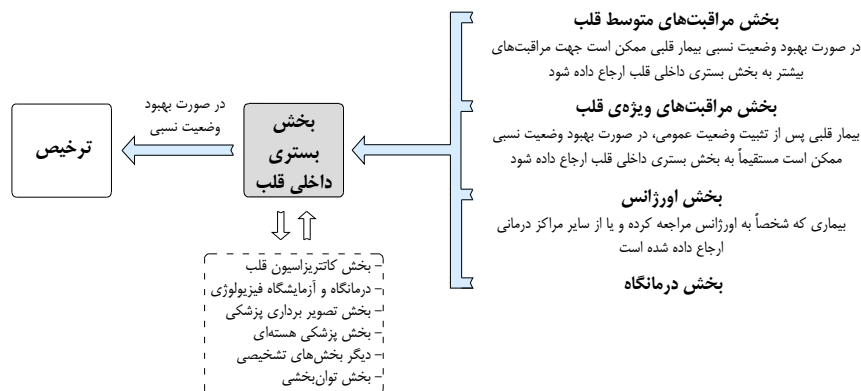 بخش مراقبت‌های متوسط قلب
در صورت بهبود وضعیت نسبی بیمار قلبی ممکن است جهت مراقبت‌های
بیشتر به بخش بستری داخلی قلب ارجاع داده شود
بخش مراقبت‌های ویژه‌ی قلب
بیمار قلبی پس از تثبیت وضعیت عمومی، در صورت بهبود وضعیت نسبی
ممکن است مستقیماً به بخش بستری داخلی قلب ارجاع داده شود
بخش اورژانس
بیماری که شخصاً به اورژانس مراجعه کرده و یا از سایر مراکز درمانی
ارجاع داده شده است
بخش درمانگاه
بخش
بستری
داخلی قلب
در صورت بهبود
وضعیت نسبی
ترخیص
- بخش کاتتریزاسیون قلب
- درمانگاه و آزمایشگاه فیزیولوژی
- بخش تصویر برداری پزشکی
- بخش پزشکی هسته‌ای
- دیگر بخش‌های تشخیصی
- بخش توان‌بخشی